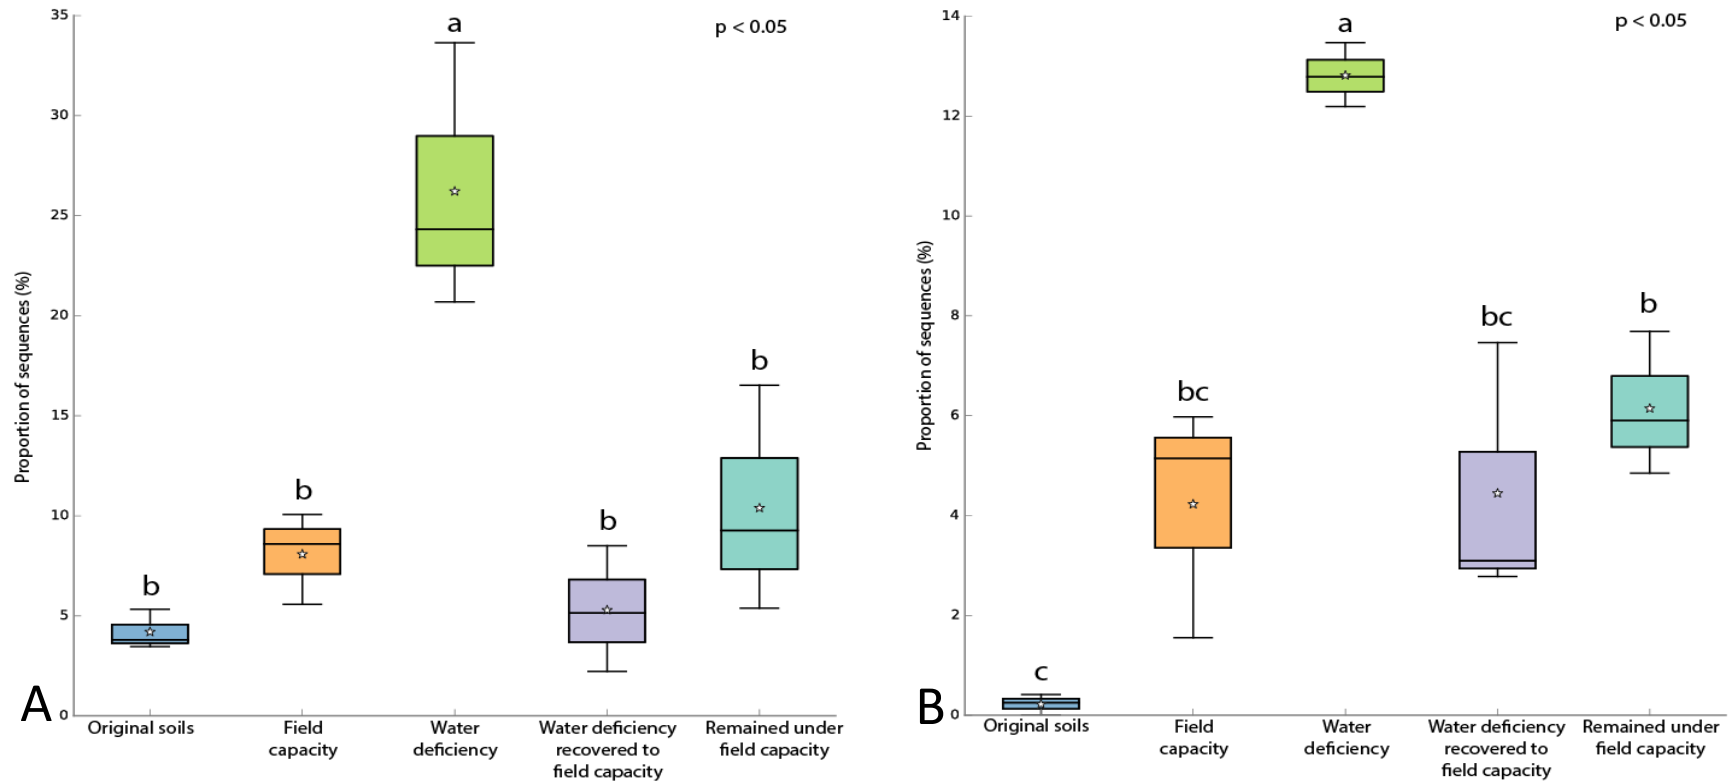 35
30
25
20
15
10
5
0
Proportion of sequences (%)
a
p < 0.05
b
b
b
b
A
Original soils
Field
capacity
Water
deficiency
Water deficiency
recovered to
field capacity
Remained under
field capacity
14
12
10
8
6
4
2
0
Proportion of sequences (%)
a
p < 0.05
c
bc
bc
b
B
Original soils
Field
capacity
Water
deficiency
Water deficiency
recovered to
field capacity
Remained under
field capacity